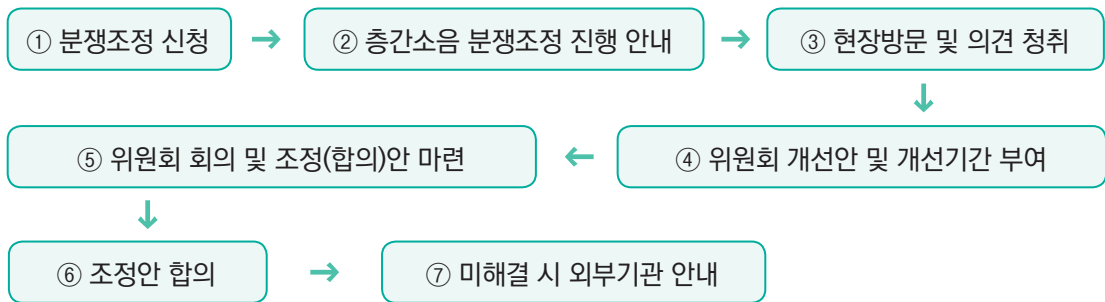 ① 분쟁조정 신청
② 층간소음 분쟁조정 진행 안내
③ 현장방문 및 의견 청취
④ 위원회 개선안 및 개선기간 부여
⑤ 위원회 회의 및 조정(합의)안 마련
⑥ 조정안 합의
⑦ 미해결 시 외부기관 안내